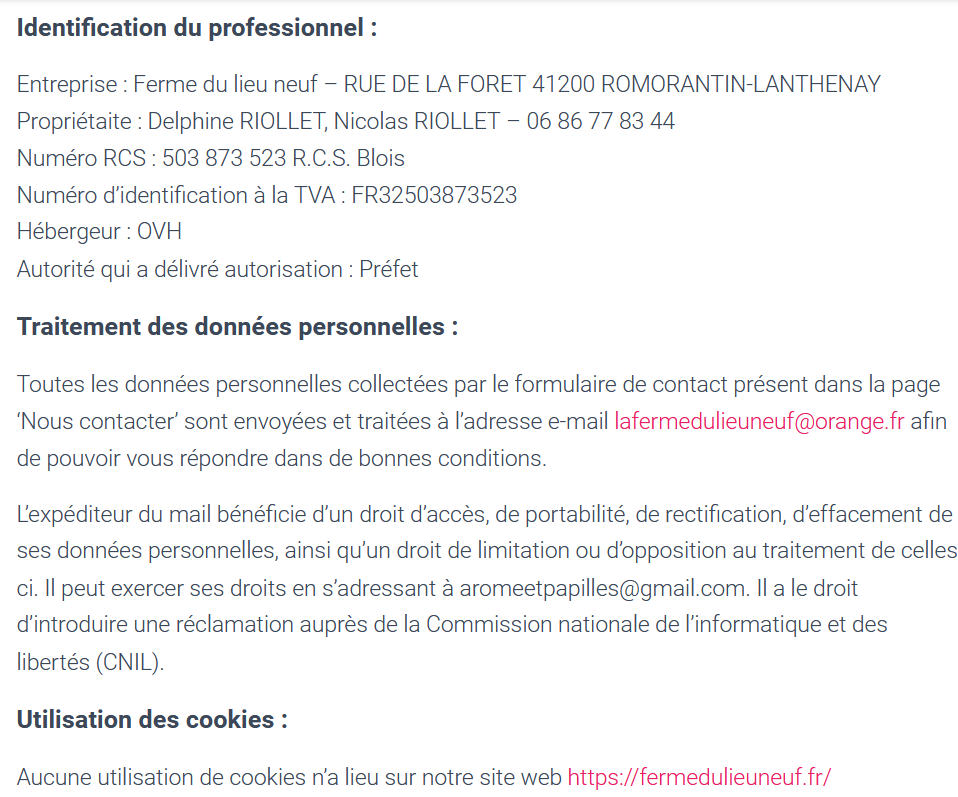 Identification du professionnel :
Entreprise : Ferme du lieu neuf – RUE DE LA FORET 41200 ROMORANTIN-LANTHENAY
Propriétaite : Delphine RIOLLET, Nicolas RIOLLET – 06 86 77 83 44
Numéro RCS : 503 873 523 R.C.S. Blois
Numéro d’identification à la TVA : FR32503873523
Hébergeur : OVH
Autorité qui a délivré autorisation : Préfet
Traitement des données personnelles :
Toutes les données personnelles collectées par le formulaire de contact présent dans la page
‘Nous contacter’ sont envoyées et traitées à l’adresse e-mail lafermedulieuneuf@orange.fr afin
de pouvoir vous répondre dans de bonnes conditions.
L’expéditeur du mail bénéficie d’un droit d’accès, de portabilité, de rectification, d’effacement de
ses données personnelles, ainsi qu’un droit de limitation ou d’opposition au traitement de celles
ci. Il peut exercer ses droits en s’adressant à arometpapilles@gmail.com. Il a le droit
d’introduire une réclamation auprès de la Commission nationale de l’informatique et des
libertés (CNIL).
Utilisation des cookies :
Aucune utilisation de cookies n’a lieu sur notre site web https://fermedulieuneuf.fr/